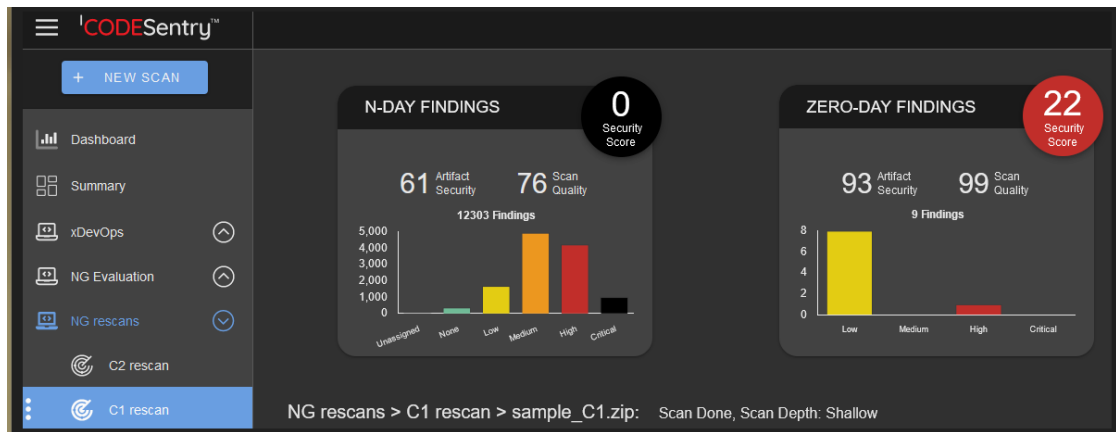 CODESentry™
+ NEW SCAN
Dashboard
Summary
xDevOps
NG Evaluation
NG rescans
C2 rescan
C1 rescan
N-DAY FINDINGS
0
Security
Score
61 Artifact
Security
76 Scan
Quality
12303 Findings
5,000
4,000
3,000
2,000
1,000
0
Unassigned None Low Medium High Critical
ZERO-DAY FINDINGS
22
Security
Score
93 Artifact
Security
99 Scan
Quality
9 Findings
8
6
4
2
0
Low Medium High Critical
NG rescans > C1 rescan > sample_C1.zip: Scan Done, Scan Depth: Shallow